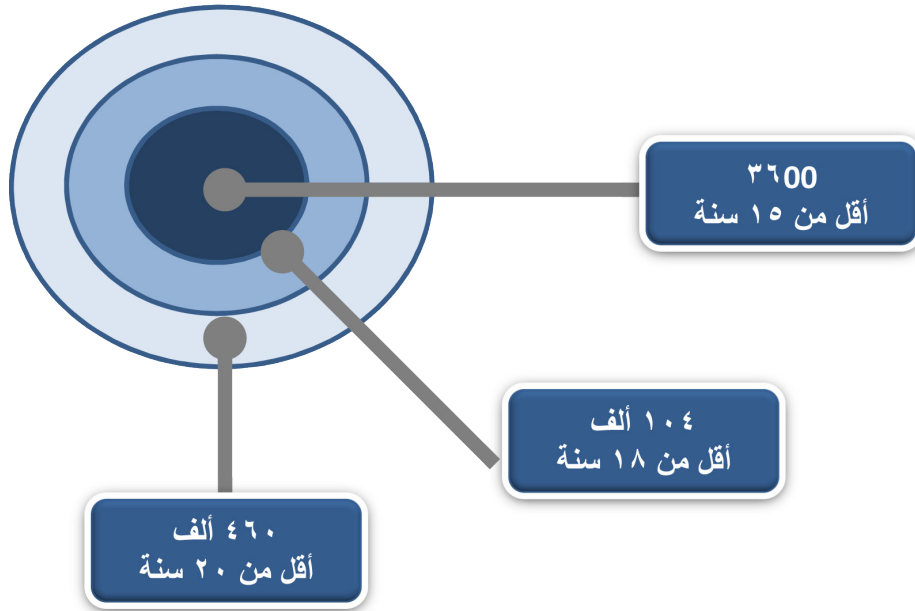 ٣٦00
أقل من ١٥ سنة
١٠٤ ألف
أقل من ١٨ سنة
٤٦٠ ألف
أقل من ٢٠ سنة